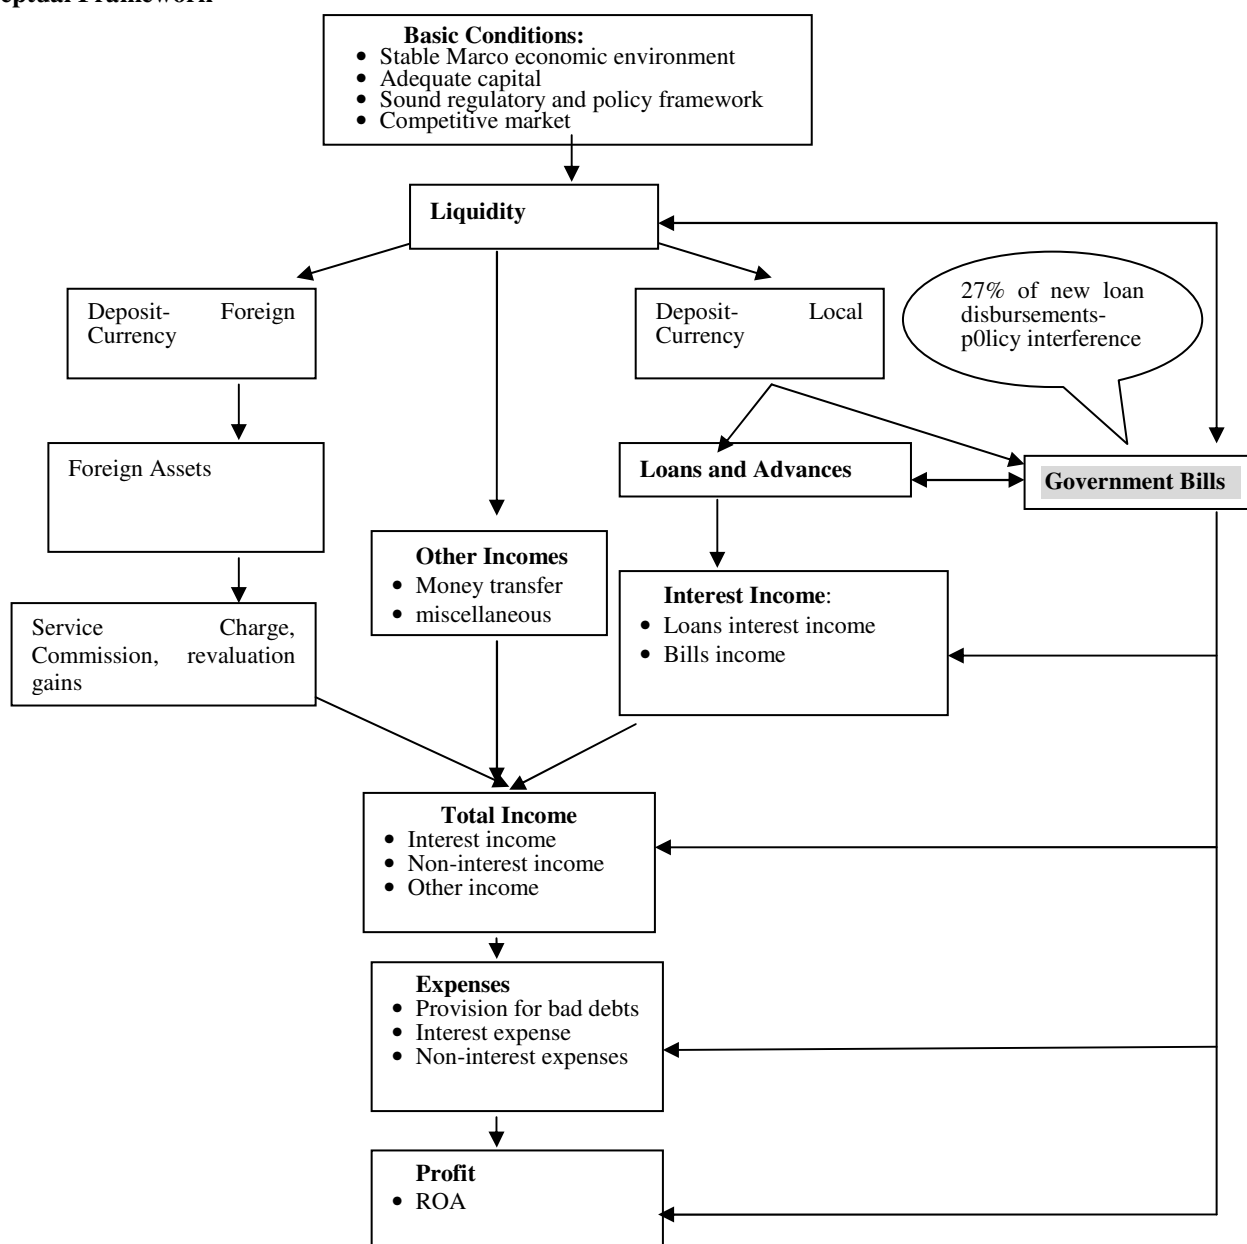 eptual Framework
Basic Conditions:
• Stable Marco economic environment
• Adequate capital
• Sound regulatory and policy framework
• Competitive market
Liquidity
Deposit- Foreign
Currency
Deposit- Local
Currency
27% of new loan
disbursements-
p0licy interference
Foreign Assets
Loans and Advances
Government Bills
Other Incomes
• Money transfer
• miscellaneous
Interest Income:
• Loans interest income
• Bills income
Service Charge,
Commission, revaluation
gains
Total Income
• Interest income
• Non-interest income
• Other income
Expenses
• Provision for bad debts
• Interest expense
• Non-interest expenses
Profit
• ROA